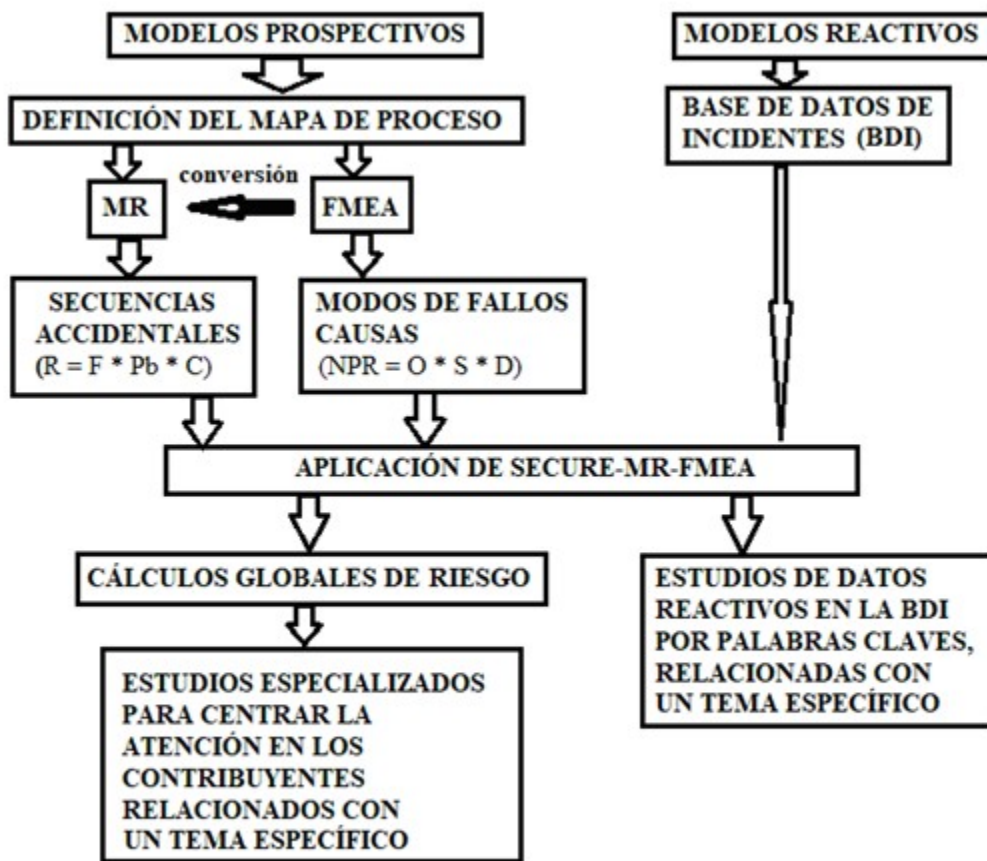 MODELOS PROSPECTIVOS
MODELOS REACTIVOS
DEFINICIÓN DEL MAPA DE PROCESO
BASE DE DATOS DE
INCIDENTES (BDI)
conversión
MR
FMEA
SECUENCIAS
ACCIDENTALES
(R = F * Pb * C)
MODOS DE FALLOS
CAUSAS
(NPR = O * S * D)
APLICACIÓN DE SECURE-MR-FMEA
CÁLCULOS GLOBALES DE RIESGO
ESTUDIOS DE DATOS
REACTIVOS EN LA BDI
POR PALABRAS CLAVES,
RELACIONADAS CON
UN TEMA ESPECÍFICO
ESTUDIOS ESPECIALIZADOS
PARA CENTRAR LA
ATENCIÓN EN LOS
CONTRIBUYENTES
RELACIONADOS CON
UN TEMA ESPECÍFICO